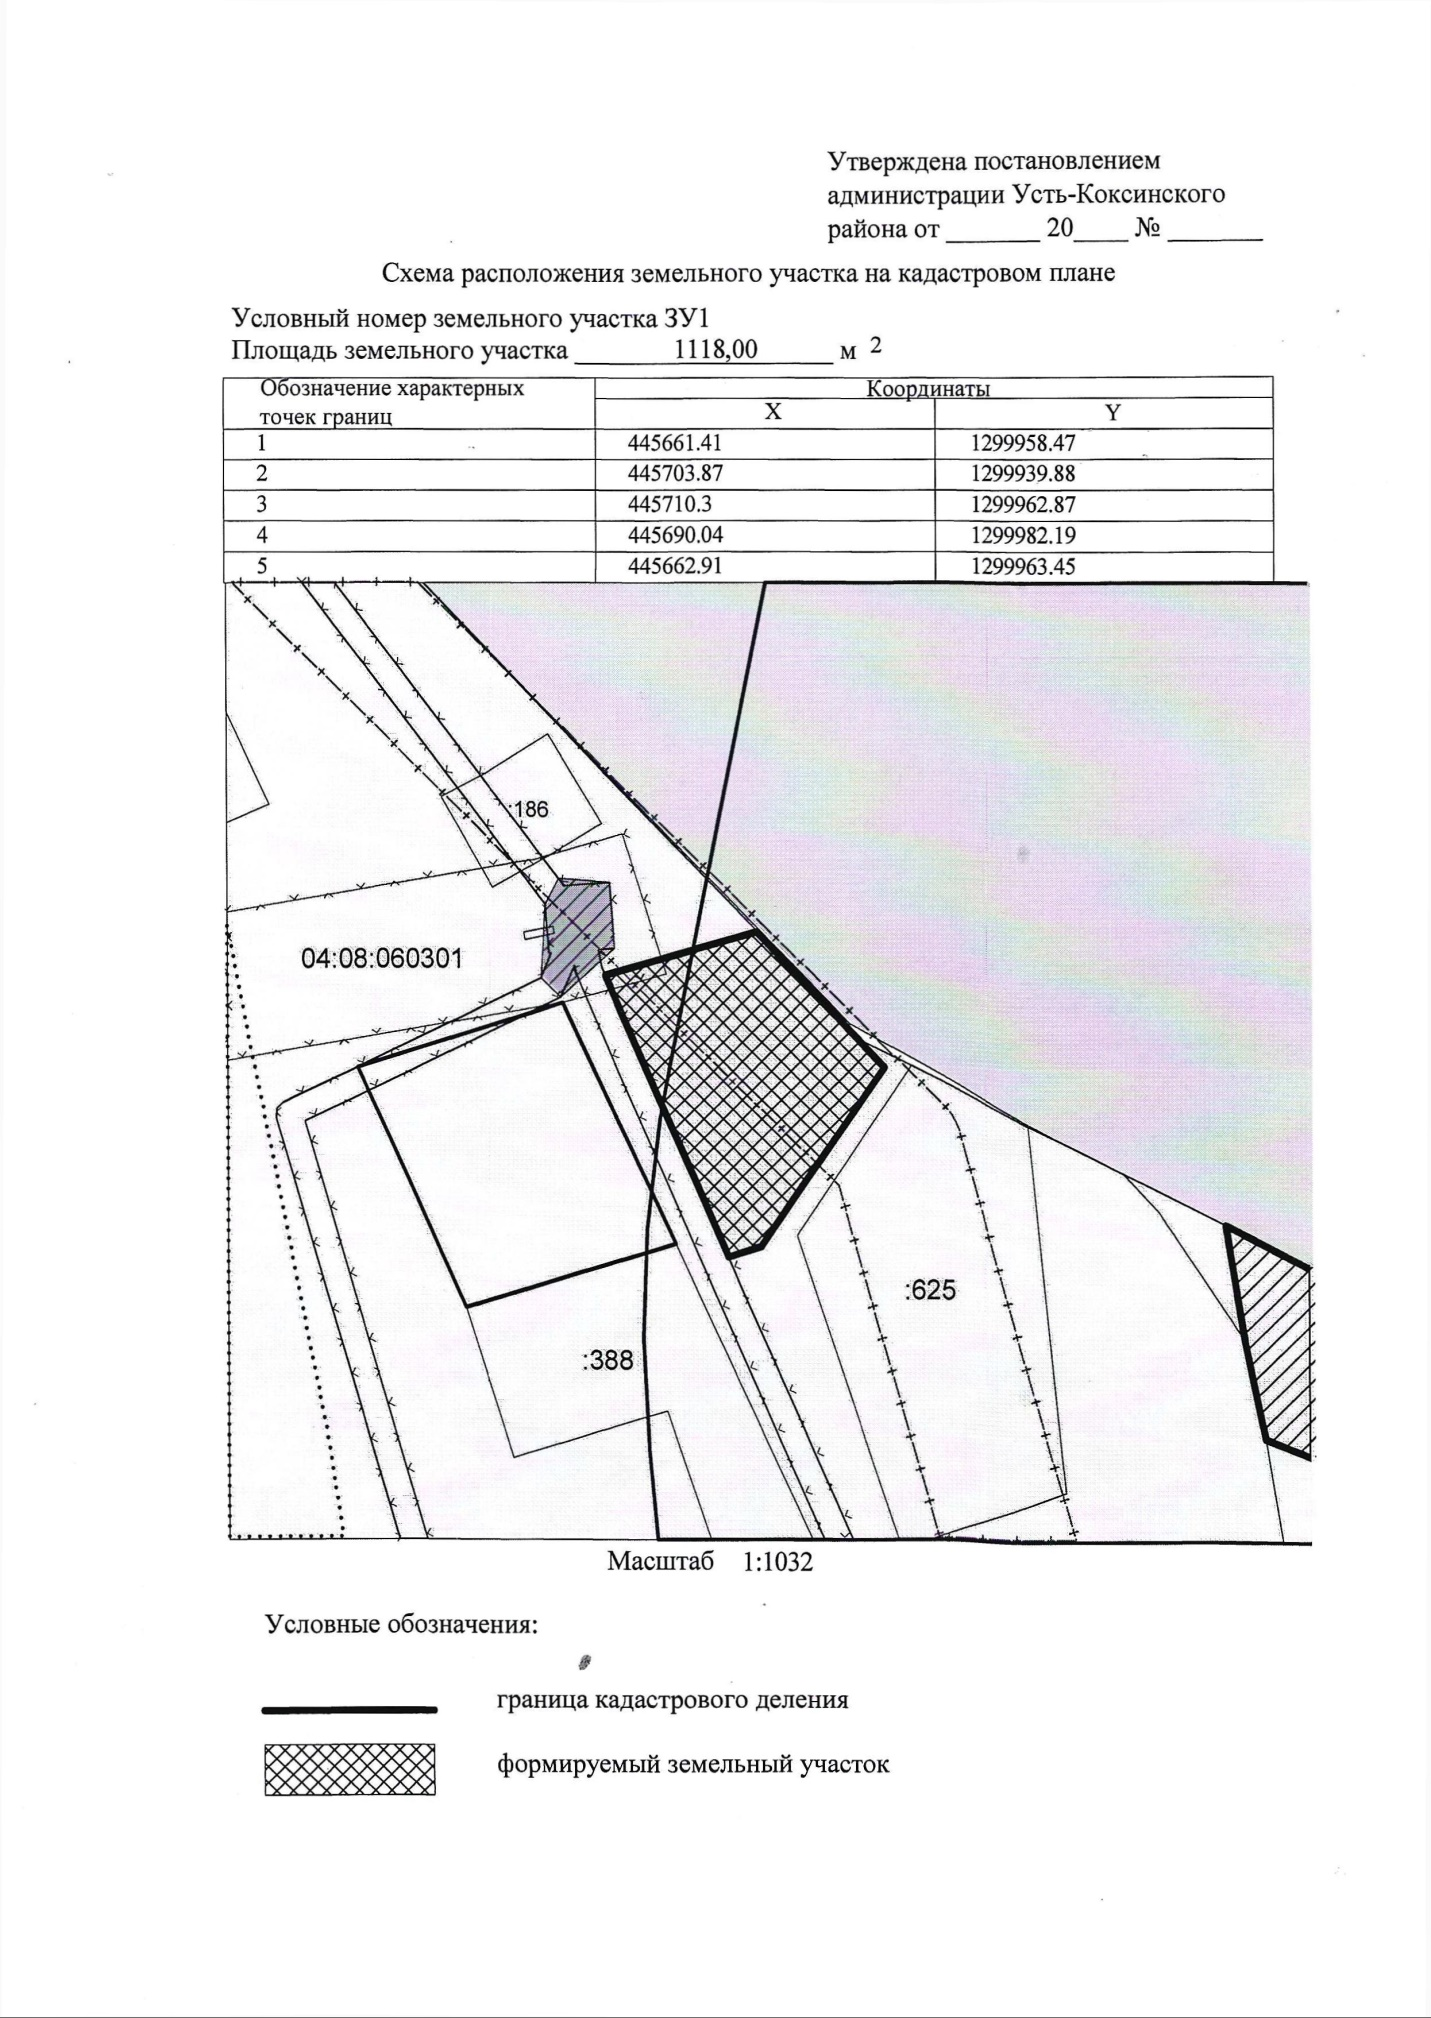 Утверждена постановлением
администрации Усть-Коксинского
района от _______ 20____ № _______
Схема расположения земельного участка на кадастровом плане
Условный номер земельного участка ЗУ1
Площадь земельного участка 1118,00 м 2
Обозначение характерных точек границ
Координаты
X Y
1 445661.41 1299958.47
2 445703.87 1299939.88
3 445710.3 1299962.87
4 445690.04 1299982.19
5 445662.91 1299963.45
:186
04:08:060301
:625
:388
Масштаб 1:1032
Условные обозначения:
граница кадастрового деления
формируемый земельный участок